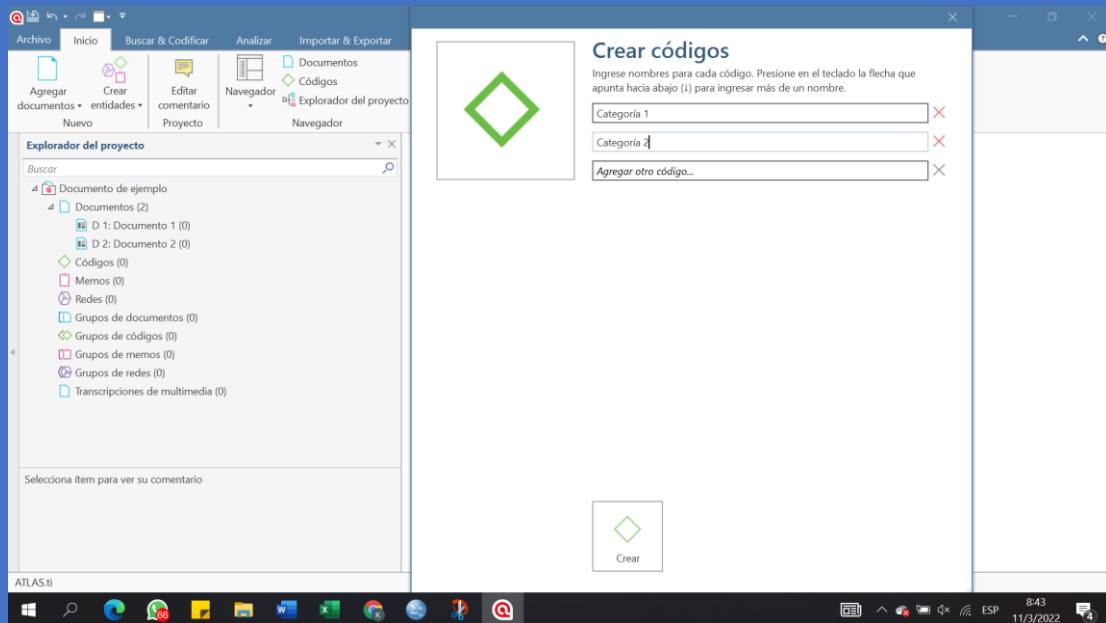 Archivo
Inicio
Buscar & Codificar
Analizar
Importar & Exportar
Agregar
documentos
Crear
entidades
Editar
comentario
Navegador
Documentos
Códigos
Explorador del proyecto
Nuevo
Proyecto
Navegador
Explorador del proyecto
Buscar
Documento de ejemplo
Documentos (2)
D 1: Documento 1 (0)
D 2: Documento 2 (0)
Códigos (0)
Memos (0)
Redes (0)
Grupos de documentos (0)
Grupos de códigos (0)
Grupos de memos (0)
Grupos de redes (0)
Transcripciones de multimedia (0)
Selecciona ítem para ver su comentario
ATLAS.ti
Crear códigos
Ingrese nombres para cada código. Presione en el teclado la flecha que
apunta hacia abajo (↓) para ingresar más de un nombre.
Categoría 1
Categoría 2
Agregar otro código...
Crear
66
ESP
8:43
11/3/2022
4